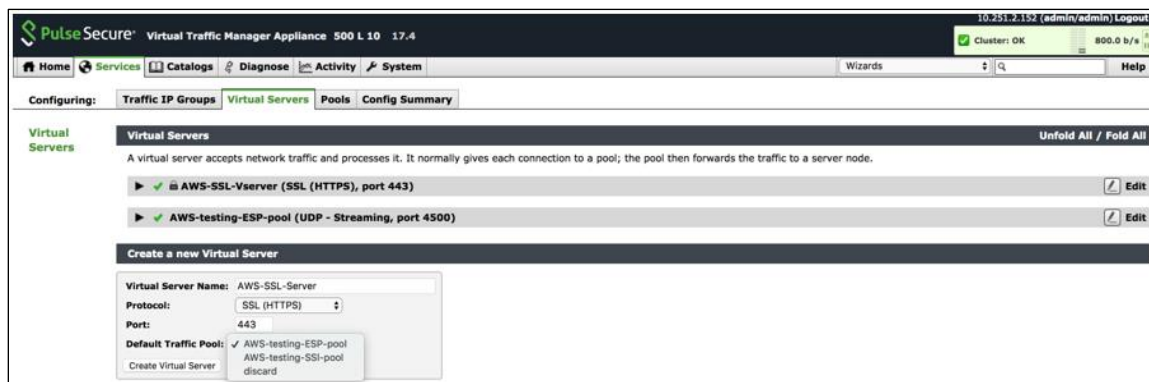 10.251.2.152 (admin/admin) Logout
Pulse Secure Virtual Traffic Manager Appliance 500 L 10 17.4
Cluster: OK 800.0 b/s
Home Services Catalogs Diagnose Activity System Wizards Help
Configuring: Traffic IP Groups Virtual Servers Pools Config Summary
Virtual Servers
Virtual Servers Unfold All / Fold All
A virtual server accepts network traffic and processes it. It normally gives each connection to a pool; the pool then forwards the traffic to a server node.
AWS-SSL-Vserver (SSL (HTTPS), port 443) Edit
AWS-testing-ESP-pool (UDP - Streaming, port 4500) Edit
Create a new Virtual Server
Virtual Server Name: AWS-SSL-Server
Protocol: SSL (HTTPS)
Port: 443
Default Traffic Pool: AWS-testing-ESP-pool
AWS-testing-SSl-pool
discard
Create Virtual Server